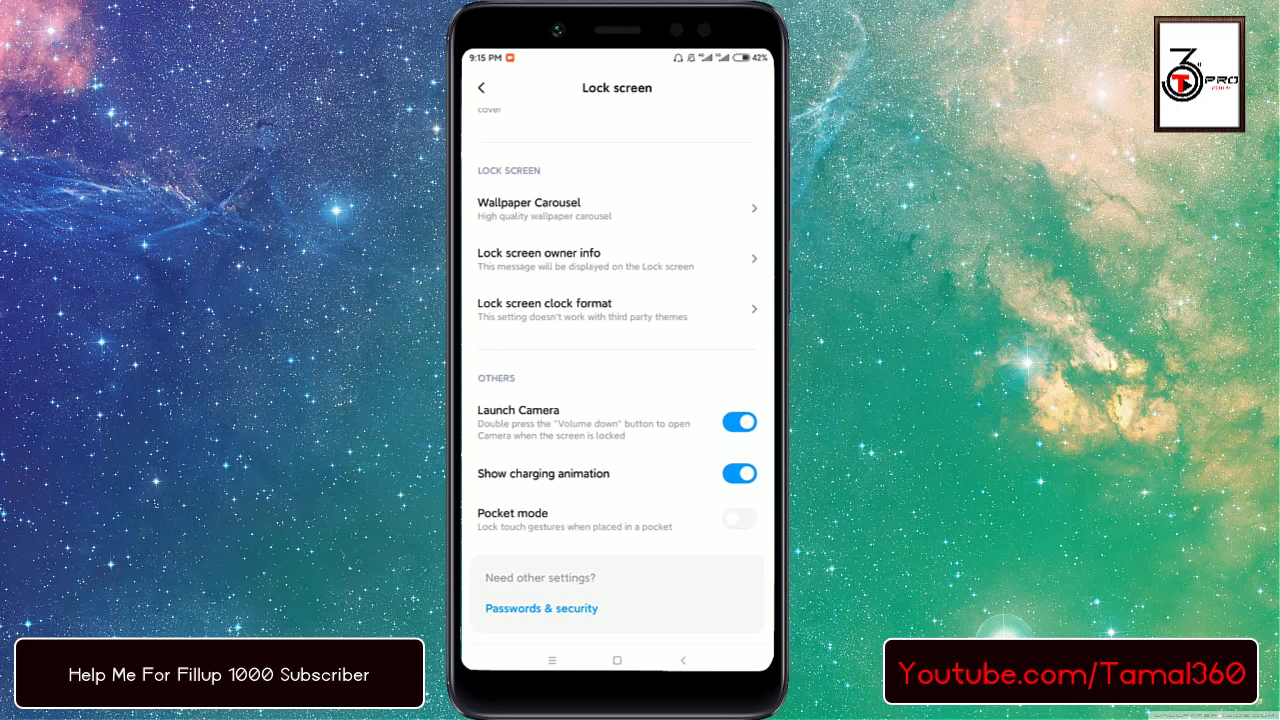 9:15 PM
42%
Lock screen
cover
LOCK SCREEN
Wallpaper Carousel
High quality wallpaper carousel
Lock screen owner info
This message will be displayed on the Lock screen
Lock screen clock format
This setting doesn't work with third party themes
OTHERS
Launch Camera
Double press the "Volume down" button to open
Camera when the screen is locked
Show charging animation
Pocket mode
Lock touch gestures when placed in a pocket
Need other settings?
Passwords & security
Help Me For Fillup 1000 Subscriber
Youtube.com/Tamal360
PRO